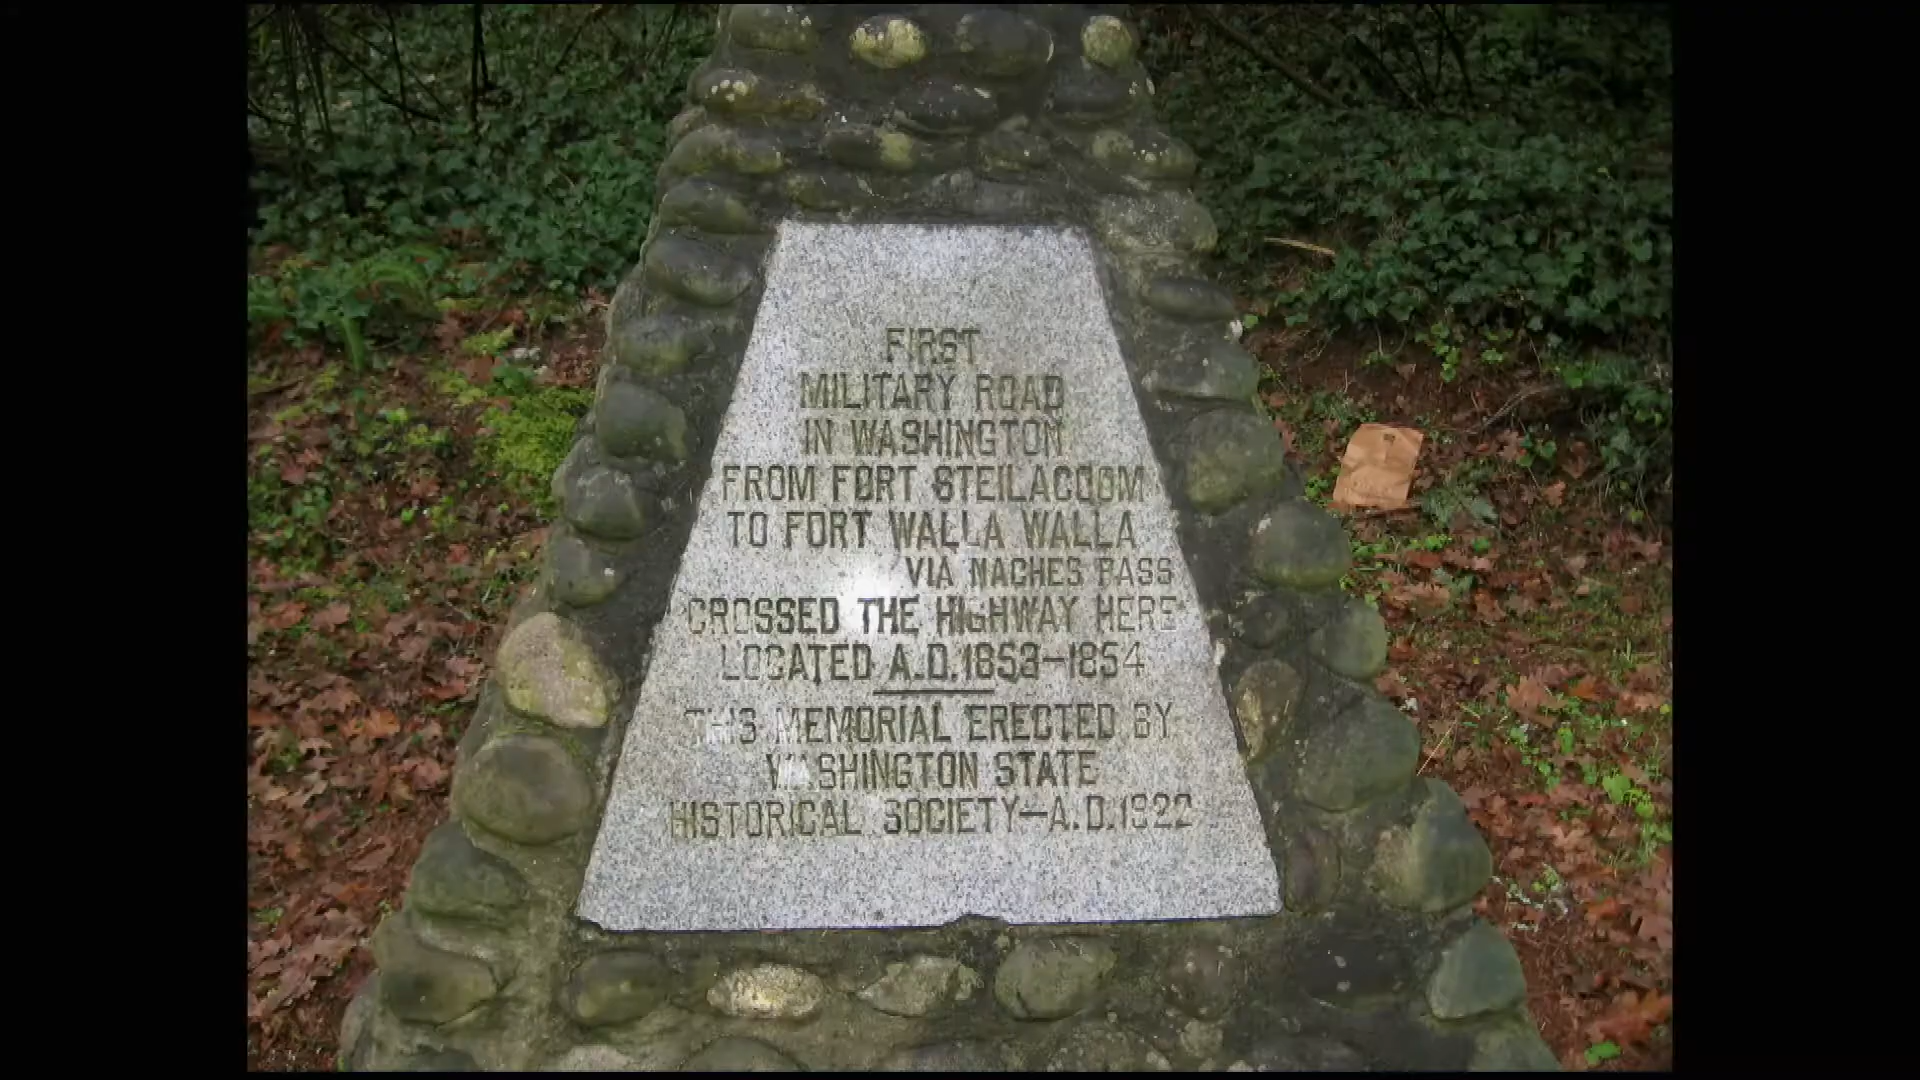 FIRST
MILITARY ROAD
IN WASHINGTON
FROM FORT STEILACOOM
TO FORT WALLA WALLA
VIA NACHES PASS
CROSSED THE HIGHWAY HERE
LOCATED A.D. 1853–1854
THIS MEMORIAL ERECTED BY
WASHINGTON STATE
HISTORICAL SOCIETY–A.D. 1922